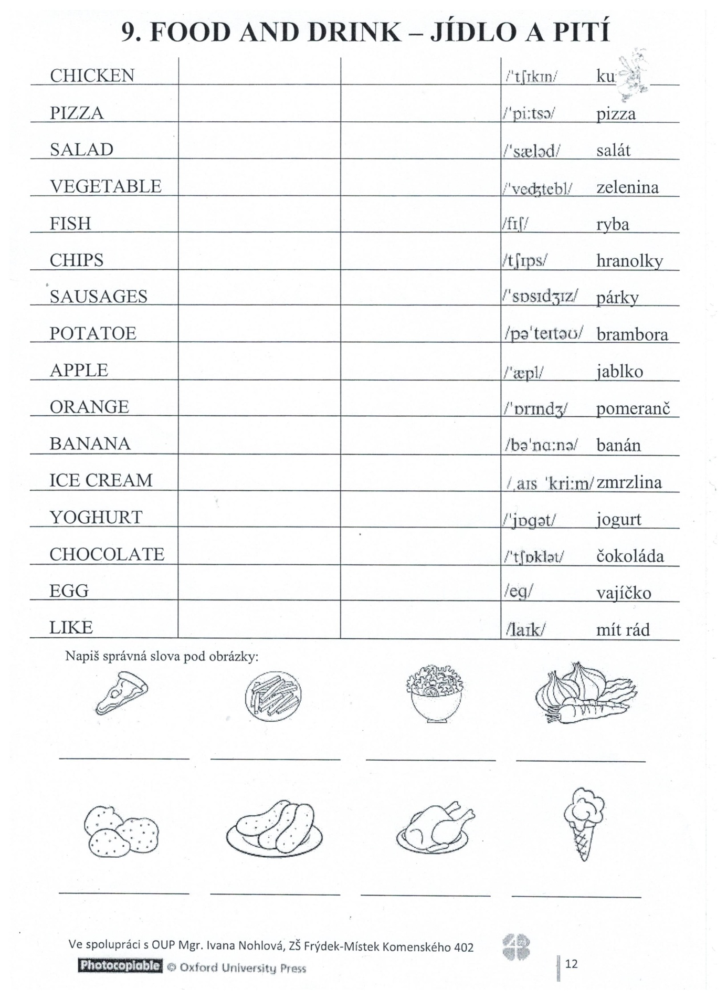 9. FOOD AND DRINK – JÍDLO A PITÍ
CHICKEN /ˈtʃɪkɪn/
PIZZA /ˈpiːtsə/ pizza
SALAD /ˈsæləd/ salát
VEGETABLE /ˈvedʒtebl/ zelenina
FISH /fɪʃ/ ryba
CHIPS /tʃɪps/ hranolky
SAUSAGES /ˈsɒsɪdʒɪz/ párky
POTATOE /pəˈteɪtəʊ/ brambora
APPLE /ˈæpl/ jablko
ORANGE /ˈɒrɪndʒ/ pomeranč
BANANA /bəˈnɑːnə/ banán
ICE CREAM /ˌaɪs ˈkriːm/ zmrzlina
YOGHURT /ˈjɒgət/ jogurt
CHOCOLATE /ˈtʃɒklət/ čokoláda
EGG /eg/ vajíčko
LIKE /laɪk/ mít rád
Napiš správná slova pod obrázky:
Ve spolupráci s OUP Mgr. Ivana Nohlová, ZŠ Frýdek-Místek Komenského 402
Photocopiable © Oxford University Press
12